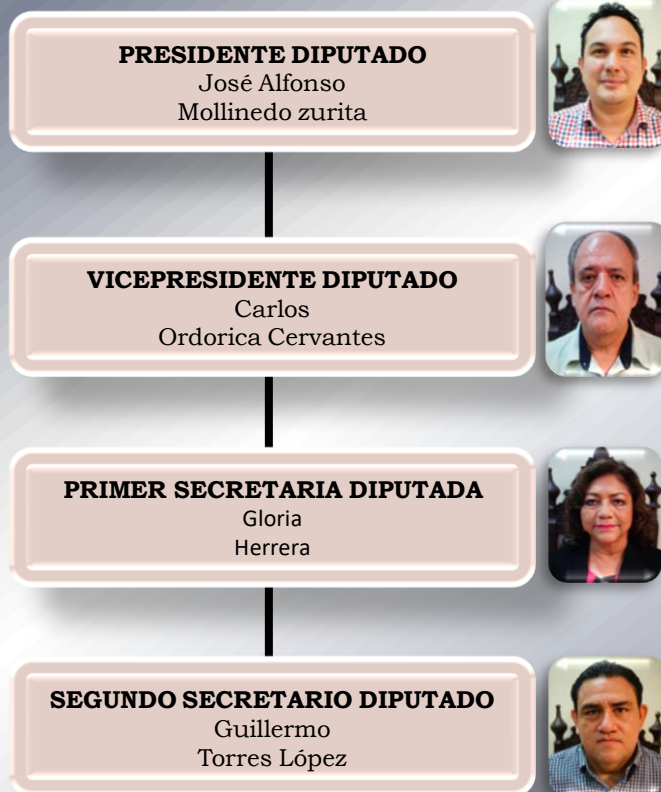 PRESIDENTE DIPUTADO
José Alfonso
Mollinedo zurita
VICEPRESIDENTE DIPUTADO
Carlos
Ordorica Cervantes
PRIMER SECRETARIA DIPUTADA
Gloria
Herrera
SEGUNDO SECRETARIO DIPUTADO
Guillermo
Torres López